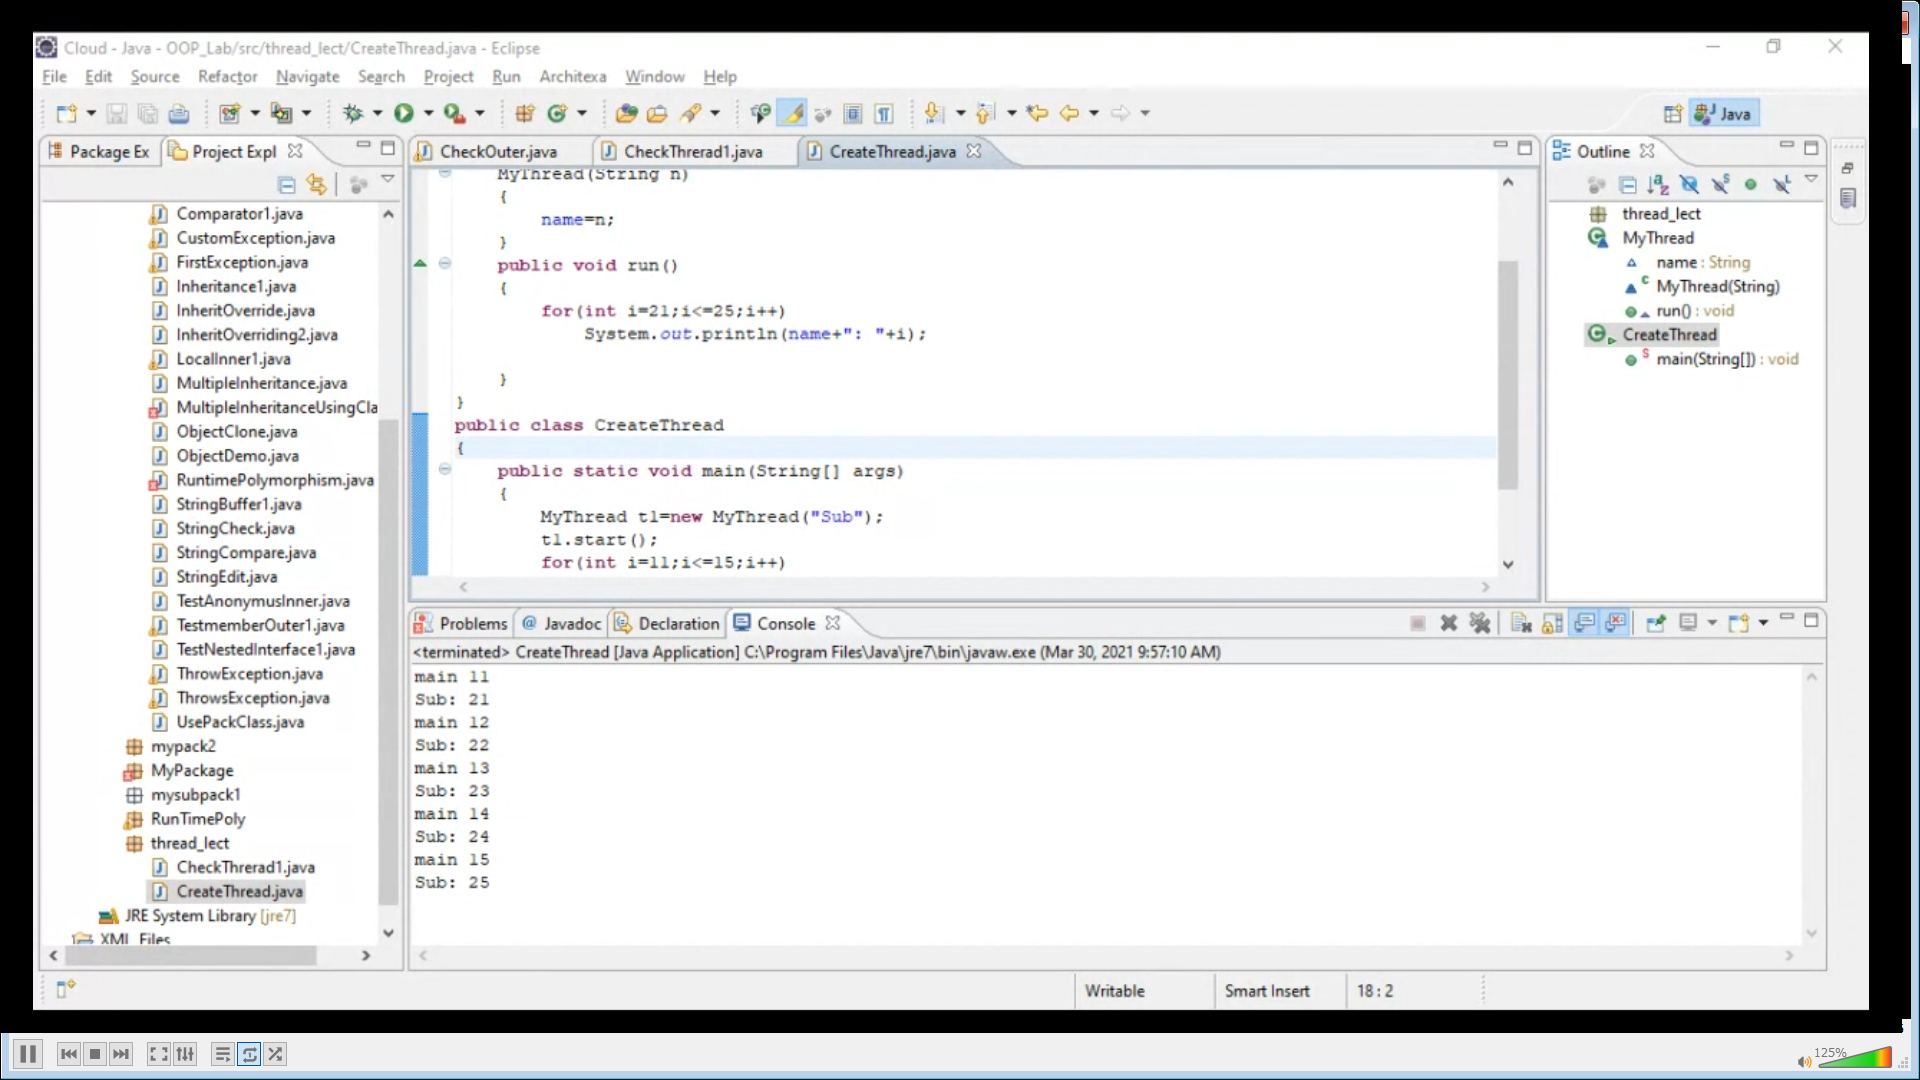 Cloud - Java - OOP_Lab/src/thread_lect/CreateThread.java - Eclipse
File Edit Source Refactor Navigate Search Project Run Architexa Window Help
Java
Package Ex
Project Expl
Comparator1.java
CustomException.java
FirstException.java
Inheritance1.java
InheritOverride.java
InheritOverriding2.java
LocalInner1.java
MultipleInheritance.java
MultipleInheritanceUsingCla
ObjectClone.java
ObjectDemo.java
RuntimePolymorphism.java
StringBuffer1.java
StringCheck.java
StringCompare.java
StringEdit.java
TestAnonymusInner.java
TestmemberOuter1.java
TestNestedInterface1.java
ThrowException.java
ThrowsException.java
UsePackClass.java
mypack2
MyPackage
mysubpack1
RunTimePoly
thread_lect
CheckThrerad1.java
CreateThread.java
JRE System Library [jre7]
XML Files
CheckOuter.java
CheckThrerad1.java
CreateThread.java
MyThread(String n)
{
name=n;
}
public void run()
{
for(int i=21;i<=25;i++)
System.out.println(name+": "+i);
}
}
public class CreateThread
{
public static void main(String[] args)
{
MyThread t1=new MyThread("Sub");
t1.start();
for(int i=11;i<=15;i++)
Outline
thread_lect
MyThread
name : String
MyThread(String)
run() : void
CreateThread
main(String[]) : void
Problems
@ Javadoc
Declaration
Console
<terminated> CreateThread [Java Application] C:\Program Files\Java\jre7\bin\javaw.exe (Mar 30, 2021 9:57:10 AM)
main 11
Sub: 21
main 12
Sub: 22
main 13
Sub: 23
main 14
Sub: 24
main 15
Sub: 25
Writable
Smart Insert
18 : 2
125%